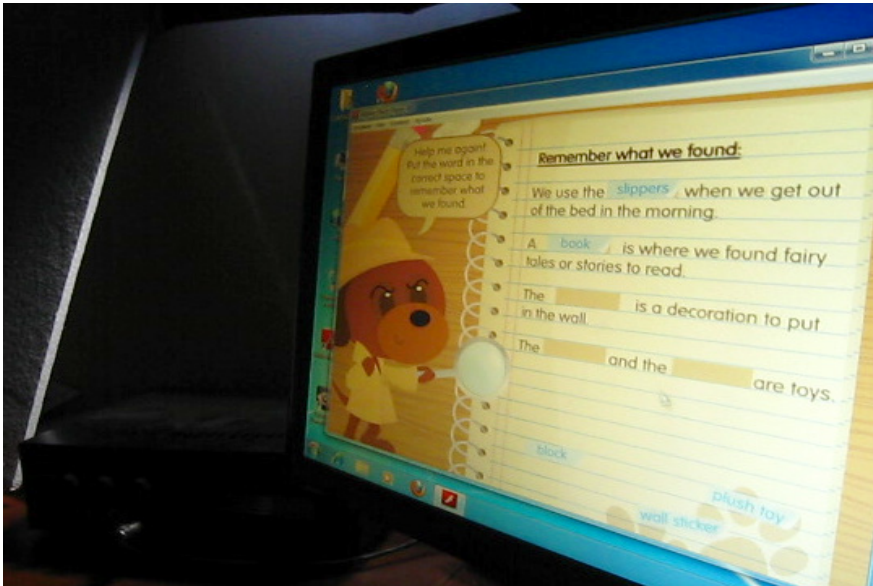 Help me again!
Put the word in the
correct space to
remember what
we found.
Remember what we found:
We use the slippers, when we get out
of the bed in the morning.
A book, is where we found fairy
tales or stories to read.
The is a decoration to put
in the wall.
The and the are toys.
block
plush toy
wall sticker